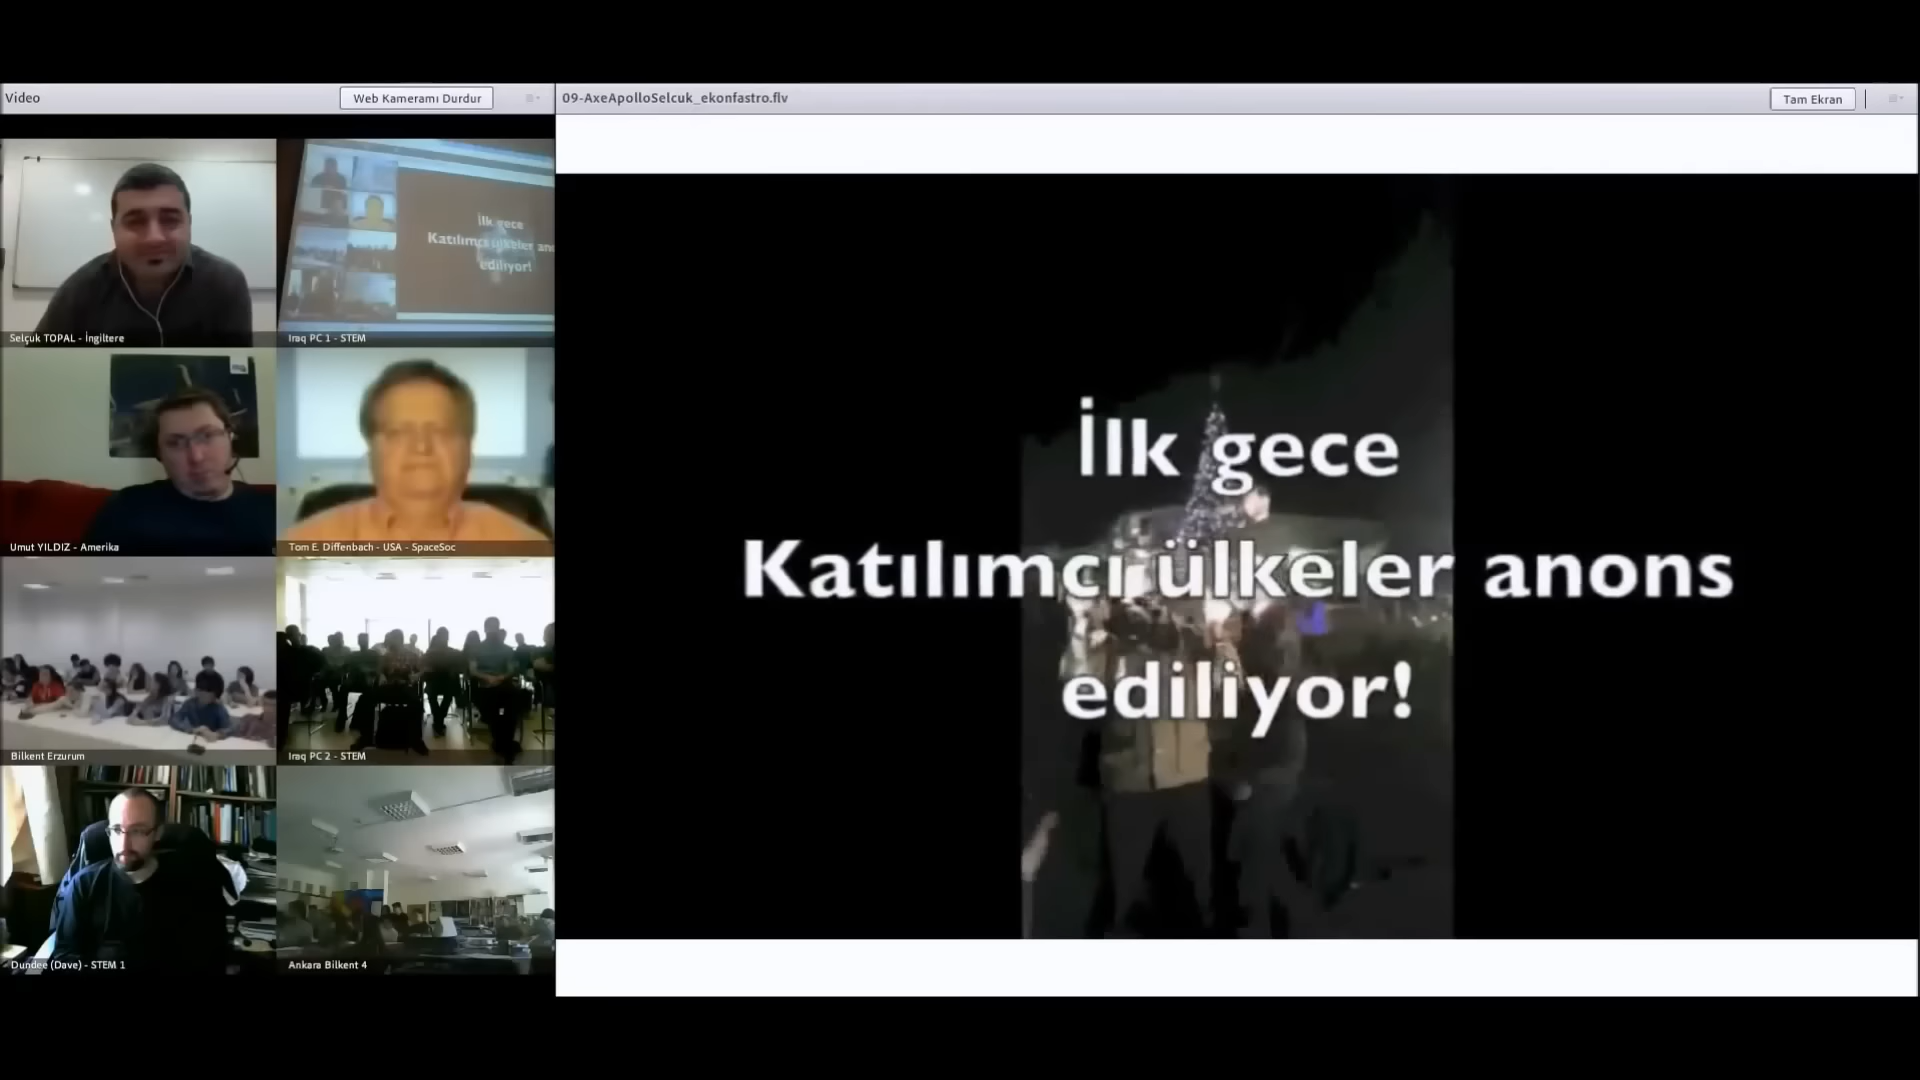 Video
Web Kameramı Durdur
09-AxeApolloSelcuk_ekonfastro.flv
Tam Ekran
Selçuk TOPAL - İngiltere
İlk gece
Katılımcı ülkeler ano
ediliyor!
Iraq PC 1 - STEM
Umut YILDIZ - Amerika
Tom E. Diffenbach - USA - SpaceSoc
Bilkent Erzurum
Iraq PC 2 - STEM
Dundee (Dave) - STEM 1
Ankara Bilkent 4
İlk gece
Katılımcı ülkeler anons
ediliyor!